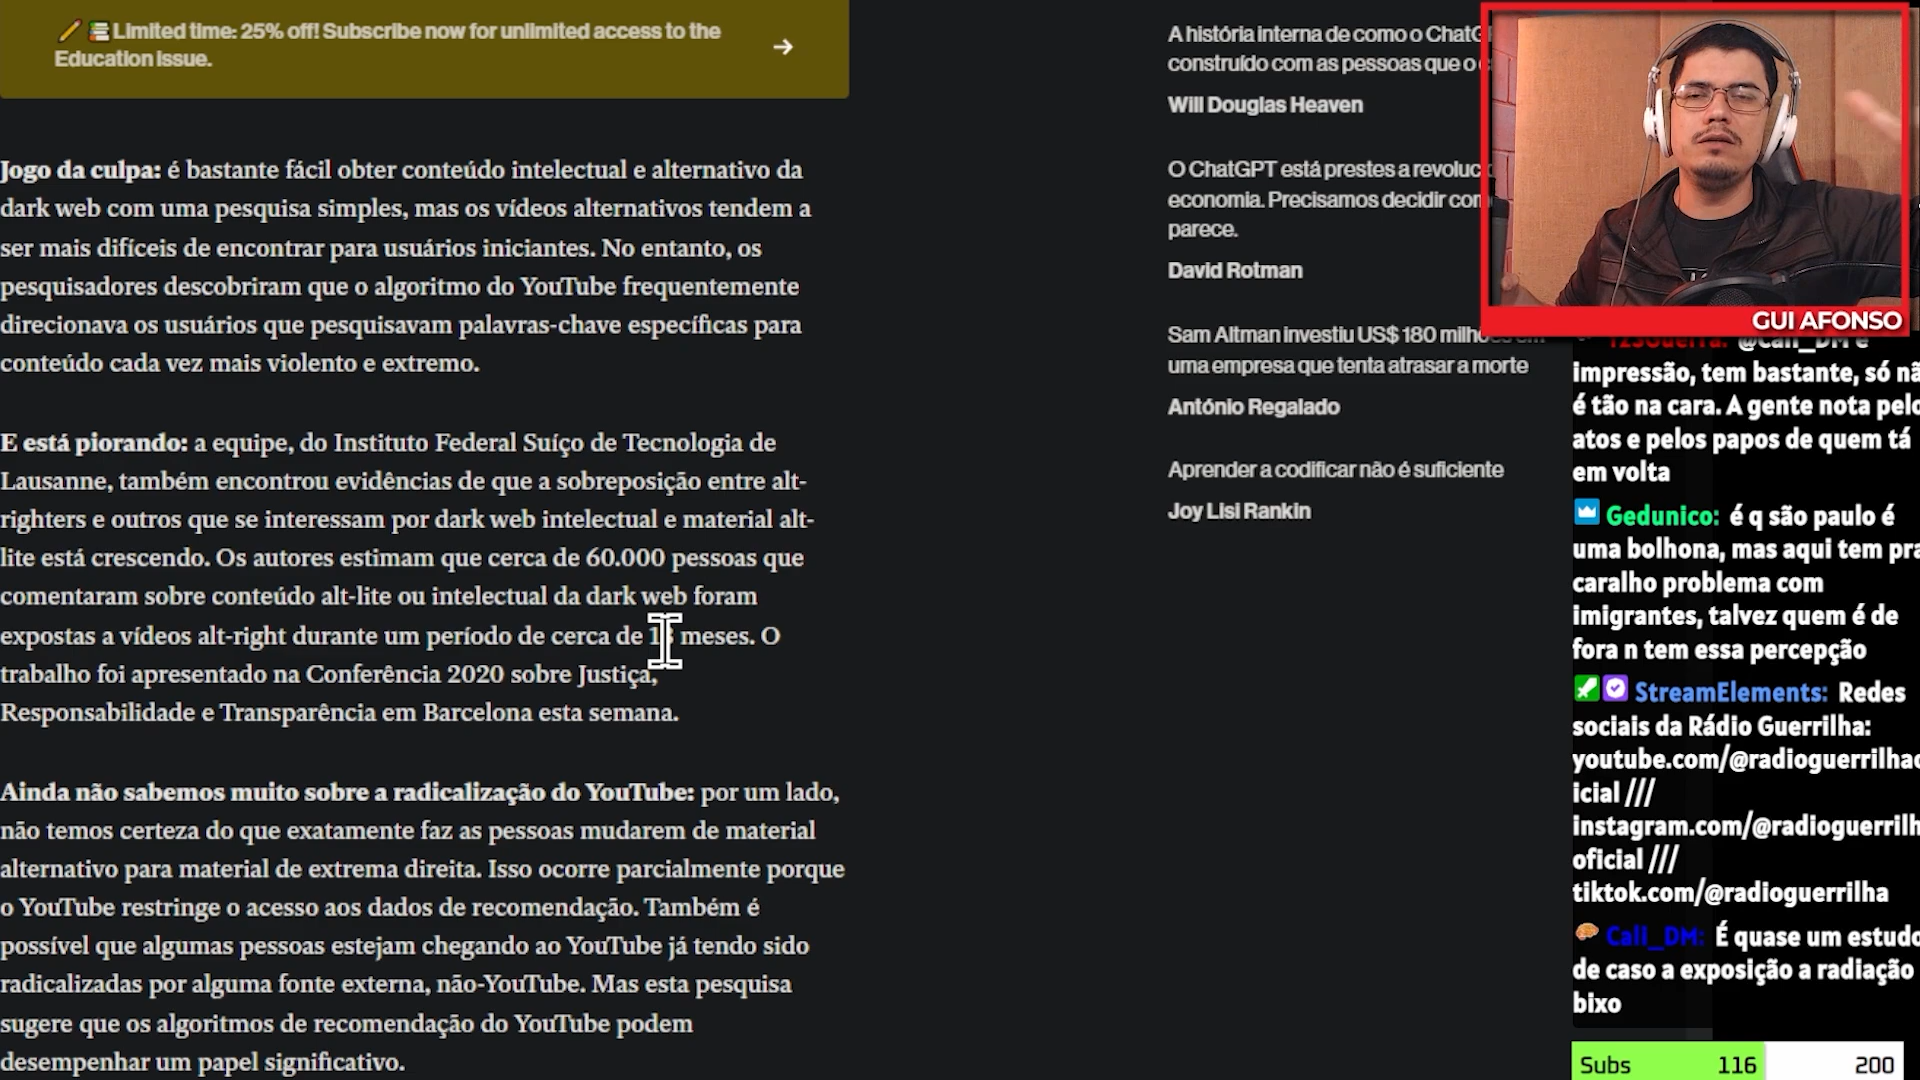 Limited time: 25% off! Subscribe now for unlimited access to the
Education issue.
Jogo da culpa: é bastante fácil obter conteúdo intelectual e alternativo da
dark web com uma pesquisa simples, mas os vídeos alternativos tendem a
ser mais difíceis de encontrar para usuários iniciantes. No entanto, os
pesquisadores descobriram que o algoritmo do YouTube frequentemente
direcionava os usuários que pesquisavam palavras-chave específicas para
conteúdo cada vez mais violento e extremo.
E está piorando: a equipe, do Instituto Federal Suíço de Tecnologia de
Lausanne, também encontrou evidências de que a sobreposição entre alt-
righters e outros que se interessam por dark web intelectual e material alt-
lite está crescendo. Os autores estimam que cerca de 60.000 pessoas que
comentaram sobre conteúdo alt-lite ou intelectual da dark web foram
expostas a vídeos alt-right durante um período de cerca de meses. O
trabalho foi apresentado na Conferência 2020 sobre Justiça,
Responsabilidade e Transparência em Barcelona esta semana.
Ainda não sabemos muito sobre a radicalização do YouTube: por um lado,
não temos certeza do que exatamente faz as pessoas mudarem de material
alternativo para material de extrema direita. Isso ocorre parcialmente porque
o YouTube restringe o acesso aos dados de recomendação. Também é
possível que algumas pessoas estejam chegando ao YouTube já tendo sido
radicalizadas por alguma fonte externa, não-YouTube. Mas esta pesquisa
sugere que os algoritmos de recomendação do YouTube podem
desempenhar um papel significativo.
A história interna de como o ChatG
construído com as pessoas que o
Will Douglas Heaven
O ChatGPT está prestes a revoluc
economia. Precisamos decidir com
parece.
David Rotman
Sam Altman investiu US$ 180 milhões em
uma empresa que tenta atrasar a morte
António Regalado
Aprender a codificar não é suficiente
Joy Lisi Rankin
GUI AFONSO
@Cali_DM é
impressão, tem bastante, só nã
é tão na cara. A gente nota pelo
atos e pelos papos de quem tá
em volta
Gedunico: é q são paulo é
uma bolhona, mas aqui tem pra
caralho problema com
imigrantes, talvez quem é de
fora n tem essa percepção
StreamElements: Redes
sociais da Rádio Guerrilha:
youtube.com/@radioguerrilhao
icial ///
instagram.com/@radioguerrilh
oficial ///
tiktok.com/@radioguerrilha
Cali_DM: É quase um estudo
de caso a exposição a radiação
bixo
Subs 116 200